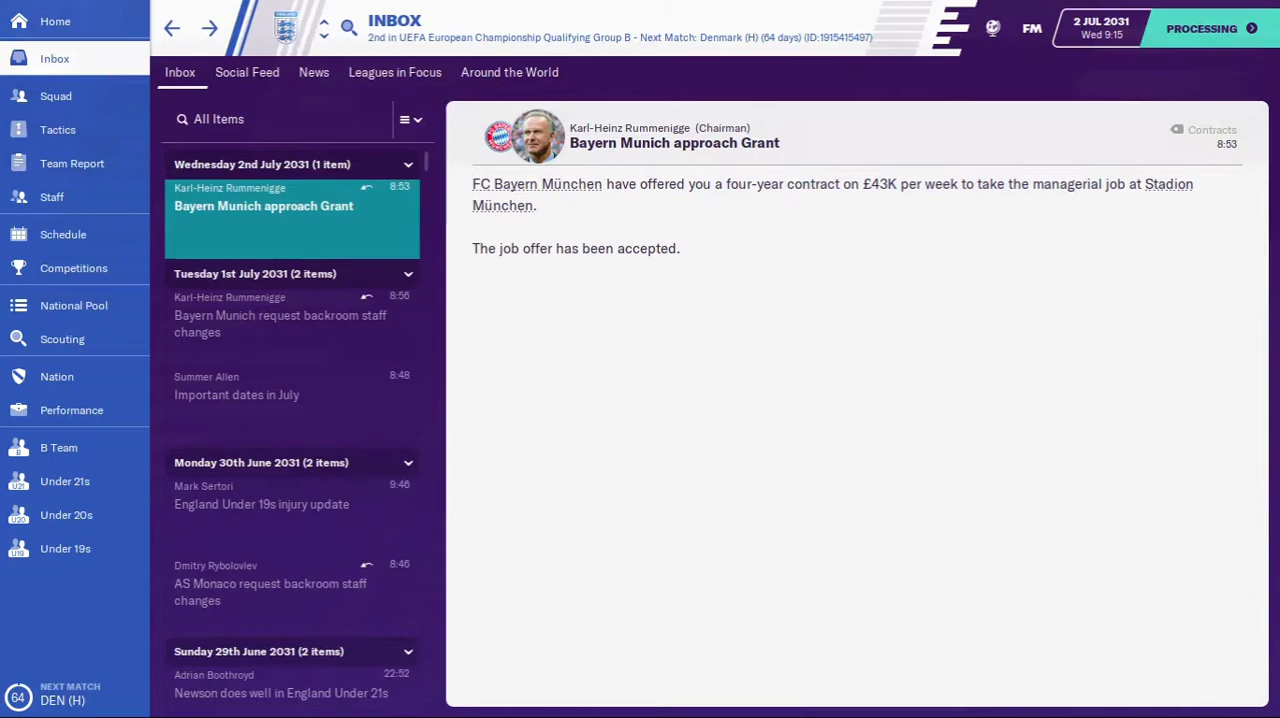 Home
Inbox
Squad
Tactics
Team Report
Staff
Schedule
Competitions
National Pool
Scouting
Nation
Performance
B Team
Under 21s
Under 20s
Under 19s
64
NEXT MATCH
DEN (H)
INBOX
2nd in UEFA European Championship Qualifying Group B - Next Match: Denmark (H) (64 days) (ID:1915415497)
FM
2 JUL 2031
Wed 9:15
PROCESSING
Inbox Social Feed News Leagues in Focus Around the World
All Items
Wednesday 2nd July 2031 (1 item)
Karl-Heinz Rummenigge 8:53
Bayern Munich approach Grant
Tuesday 1st July 2031 (2 items)
Karl-Heinz Rummenigge 8:56
Bayern Munich request backroom staff
changes
Summer Allen 8:48
Important dates in July
Monday 30th June 2031 (2 items)
Mark Sertori 9:46
England Under 19s injury update
Dmitry Rybolovlev 8:46
AS Monaco request backroom staff
changes
Sunday 29th June 2031 (2 items)
Adrian Boothroyd 22:52
Newson does well in England Under 21s
Karl-Heinz Rummenigge (Chairman)
Bayern Munich approach Grant
Contracts
8:53
FC Bayern München have offered you a four-year contract on £43K per week to take the managerial job at Stadion
München.
The job offer has been accepted.